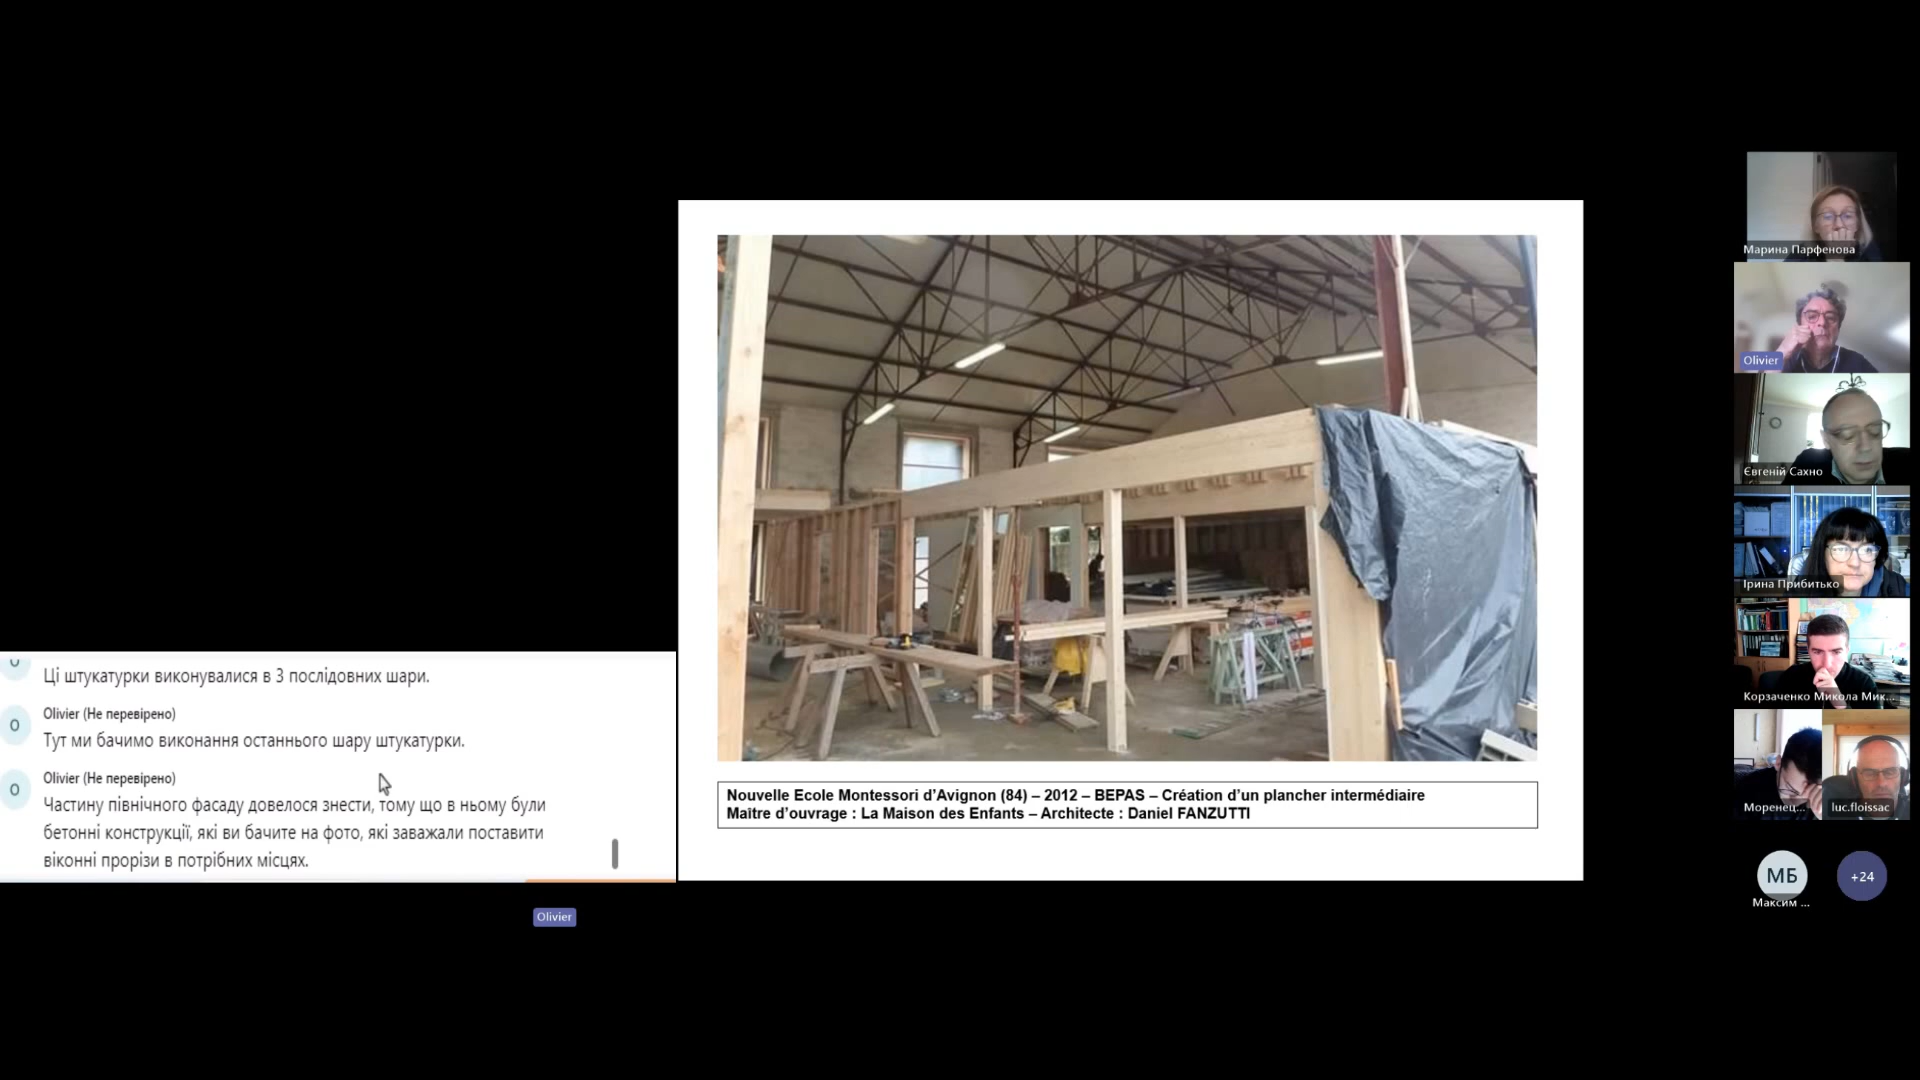 Ці штукатурки виконувалися в 3 послідовних шари.
О
Olivier (Не перевірено)
Тут ми бачимо виконання останнього шару штукатурки.
О
Olivier (Не перевірено)
Частину північного фасаду довелося знести, тому що в ньому були
бетонні конструкції, які ви бачите на фото, які заважали поставити
віконні прорізи в потрібних місцях.
Olivier
Nouvelle Ecole Montessori d’Avignon (84) – 2012 – BEPAS – Création d’un plancher intermédiaire
Maître d’ouvrage : La Maison des Enfants – Architecte : Daniel FANZUTTI
Марина Парфенова
Olivier
Євгеній Сахно
Ірина Прибитько
Корзаченко Микола Мик...
Моренец...
luc.floissac
МБ
Максим ...
+24